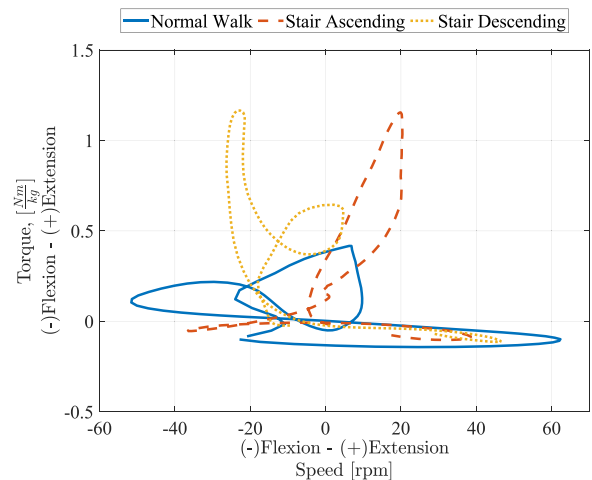 Normal Walk Stair Ascending Stair Descending
1.5
1
0.5
0
-0.5
Torque, [Nm/kg]
(-)Flexion - (+)Extension
-60 -40 -20 0 20 40 60
(-)Flexion - (+)Extension
Speed [rpm]